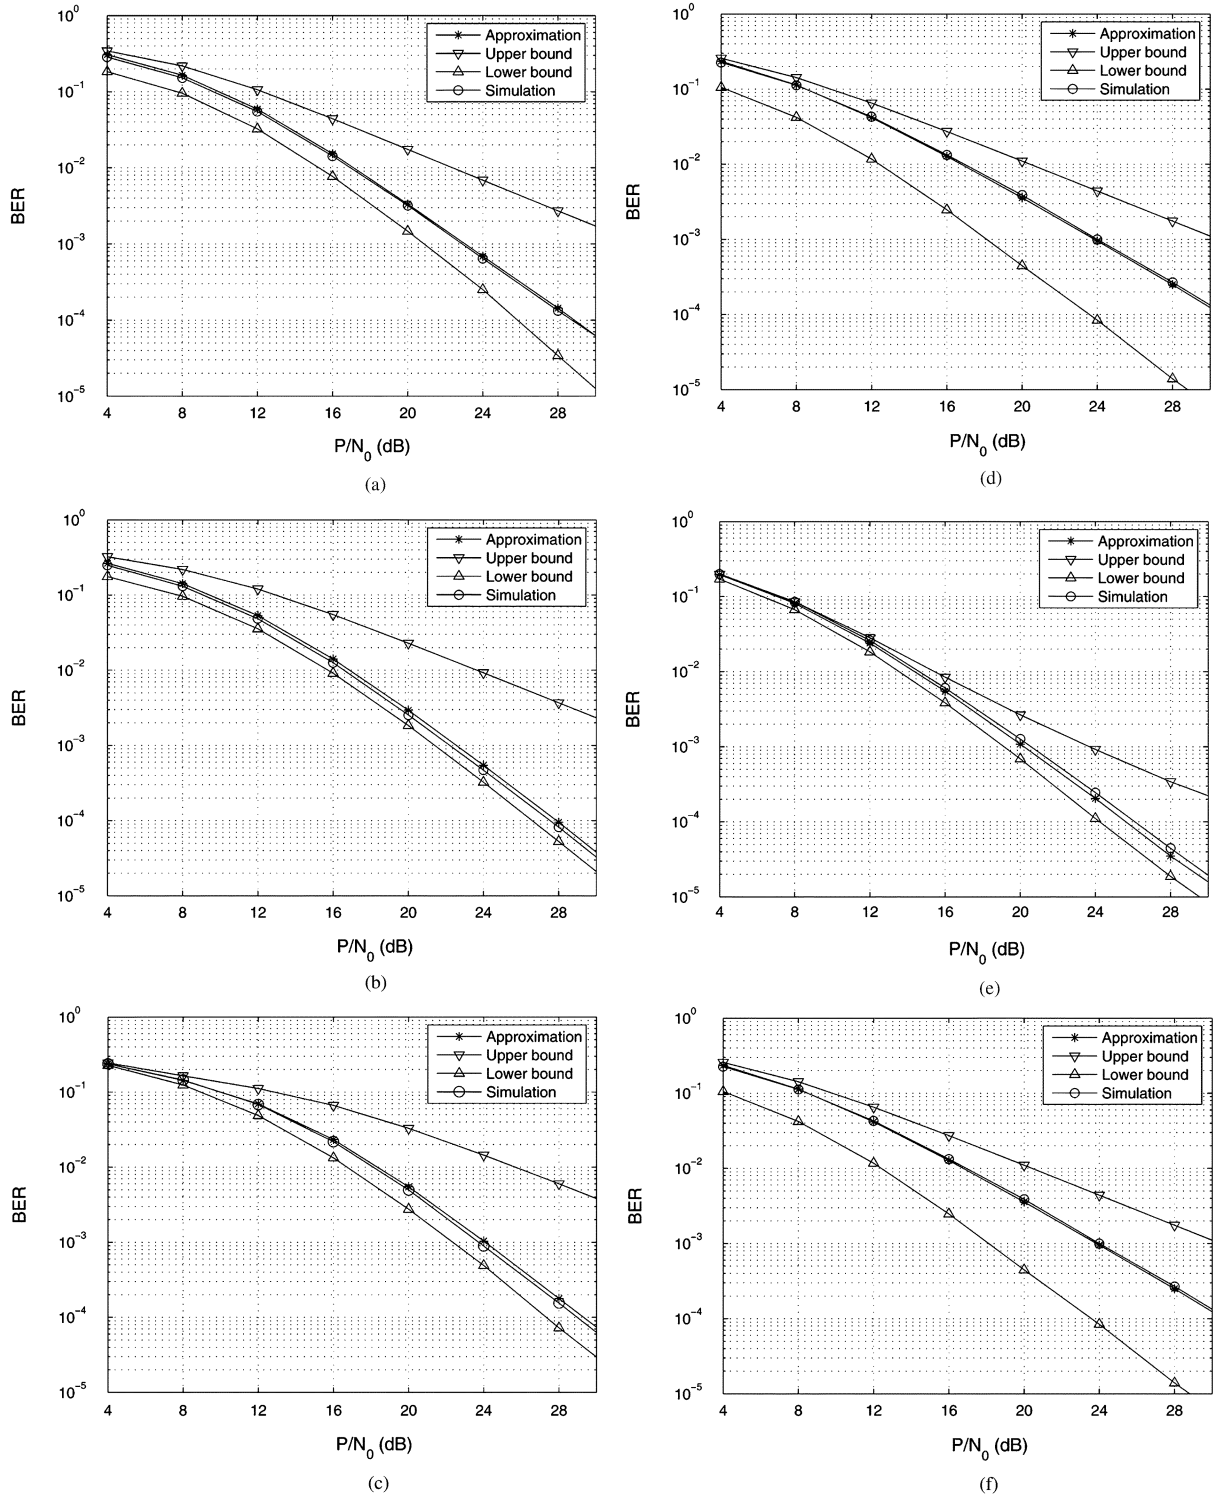 10^0
10^-1
10^-2
10^-3
10^-4
10^-5
BER
4 8 12 16 20 24 28
P/N_0 (dB)
Approximation
Upper bound
Lower bound
Simulation
(a)
10^0
10^-1
10^-2
10^-3
10^-4
10^-5
BER
4 8 12 16 20 24 28
P/N_0 (dB)
Approximation
Upper bound
Lower bound
Simulation
(d)
10^0
10^-1
10^-2
10^-3
10^-4
10^-5
BER
4 8 12 16 20 24 28
P/N_0 (dB)
Approximation
Upper bound
Lower bound
Simulation
(b)
10^0
10^-1
10^-2
10^-3
10^-4
10^-5
BER
4 8 12 16 20 24 28
P/N_0 (dB)
Approximation
Upper bound
Lower bound
Simulation
(e)
10^0
10^-1
10^-2
10^-3
10^-4
10^-5
BER
4 8 12 16 20 24 28
P/N_0 (dB)
Approximation
Upper bound
Lower bound
Simulation
(c)
10^0
10^-1
10^-2
10^-3
10^-4
10^-5
BER
4 8 12 16 20 24 28
P/N_0 (dB)
Approximation
Upper bound
Lower bound
Simulation
(f)